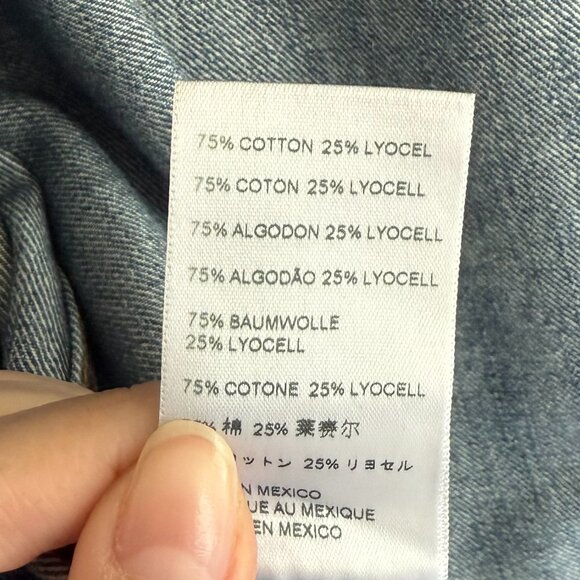 75% COTTON 25% LYOCEL
75% COTON 25% LYOCELL
75% ALGODON 25% LYOCELL
75% ALGODÃO 25% LYOCELL
75% BAUMWOLLE
25% LYOCELL
75% COTONE 25% LYOCELL
棉 25% 莱赛尔
ットン 25% リヨセル
N MEXICO
UE AU MEXIQUE
EN MEXICO